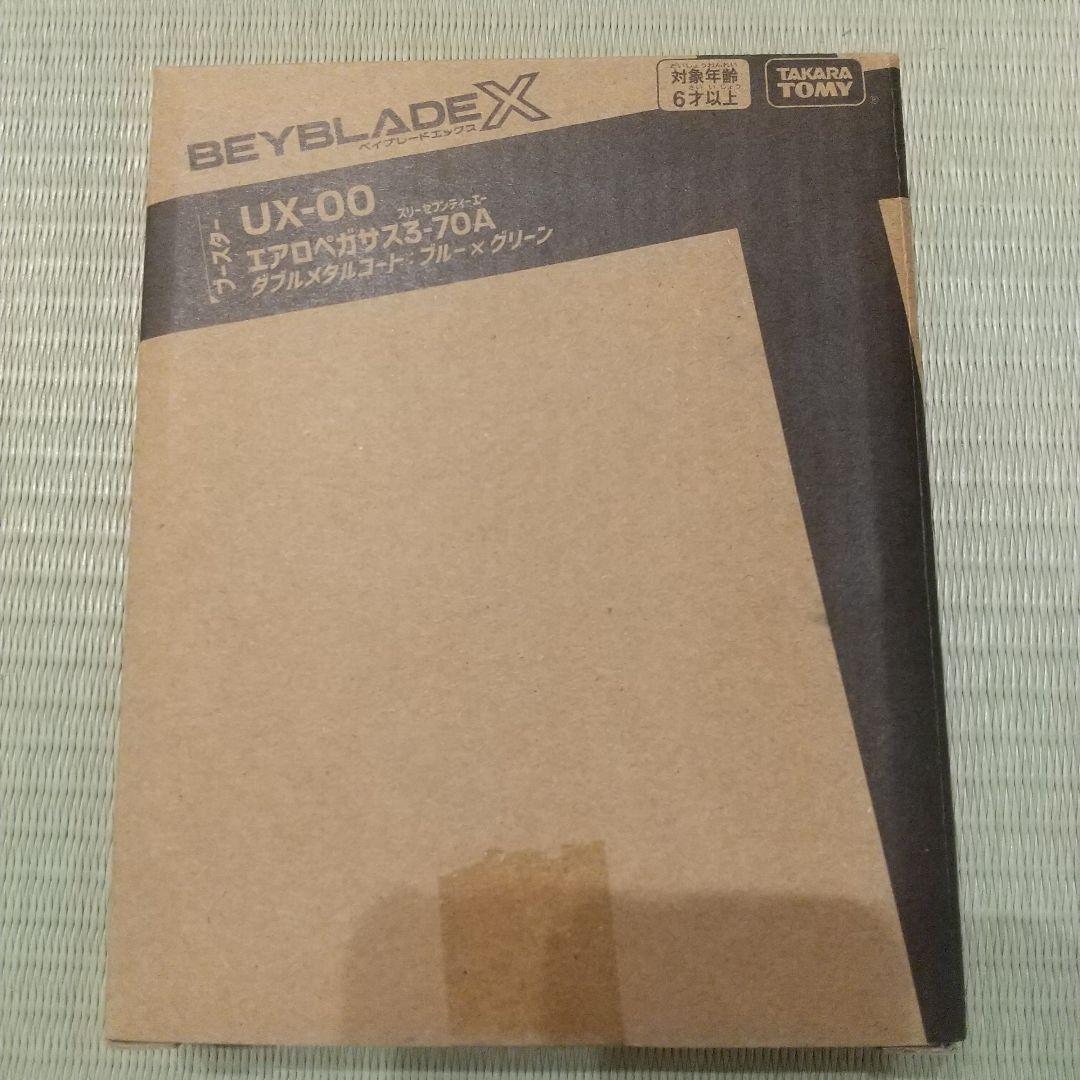 BEYBLADE X
ベイブレードエックス
たいしょうねんれい
対象年齢
さい いじょう
6才以上
TAKARA
TOMY
®
ブースター
UX-00
スリーセブンティーエー
エアロペガサス3-70A
ダブルメタルコート:ブルー×グリーン